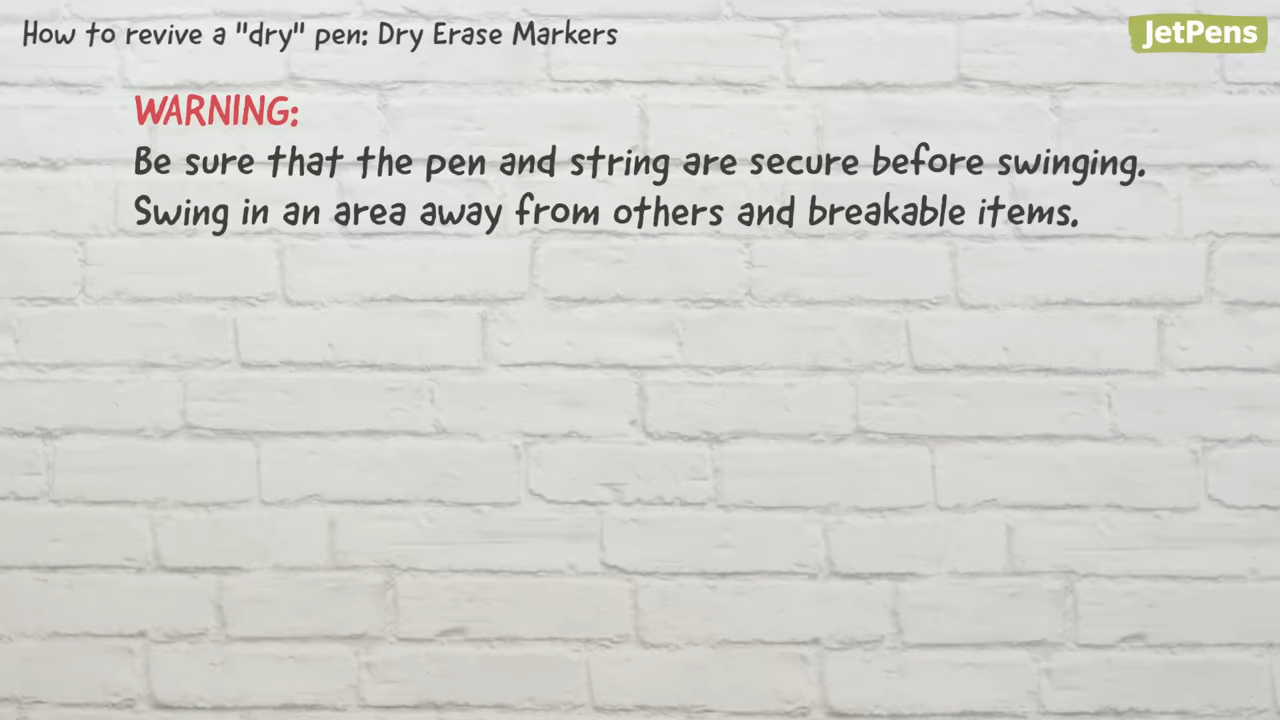 How to revive a "dry" pen: Dry Erase Markers
JetPens
WARNING:
Be sure that the pen and string are secure before swinging.
Swing in an area away from others and breakable items.